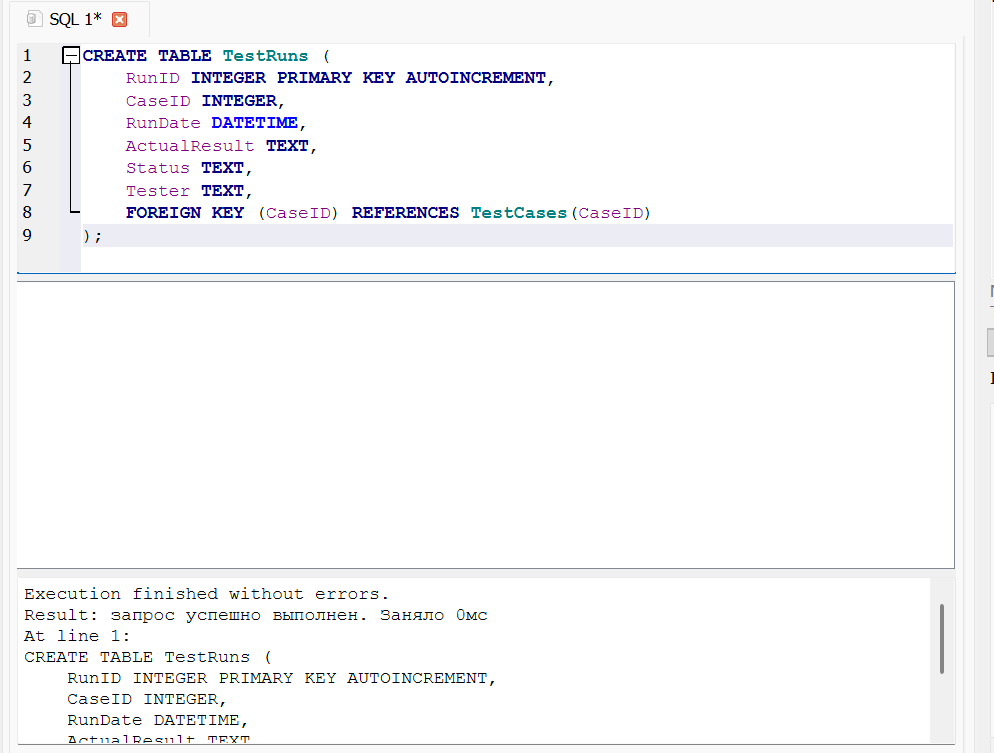 SQL 1*
1 CREATE TABLE TestRuns (
2 RunID INTEGER PRIMARY KEY AUTOINCREMENT,
3 CaseID INTEGER,
4 RunDate DATETIME,
5 ActualResult TEXT,
6 Status TEXT,
7 Tester TEXT,
8 FOREIGN KEY (CaseID) REFERENCES TestCases(CaseID)
9 );
Execution finished without errors.
Result: запрос успешно выполнен. Заняло 0мс
At line 1:
CREATE TABLE TestRuns (
RunID INTEGER PRIMARY KEY AUTOINCREMENT,
CaseID INTEGER,
RunDate DATETIME,
ActualResult TEXT